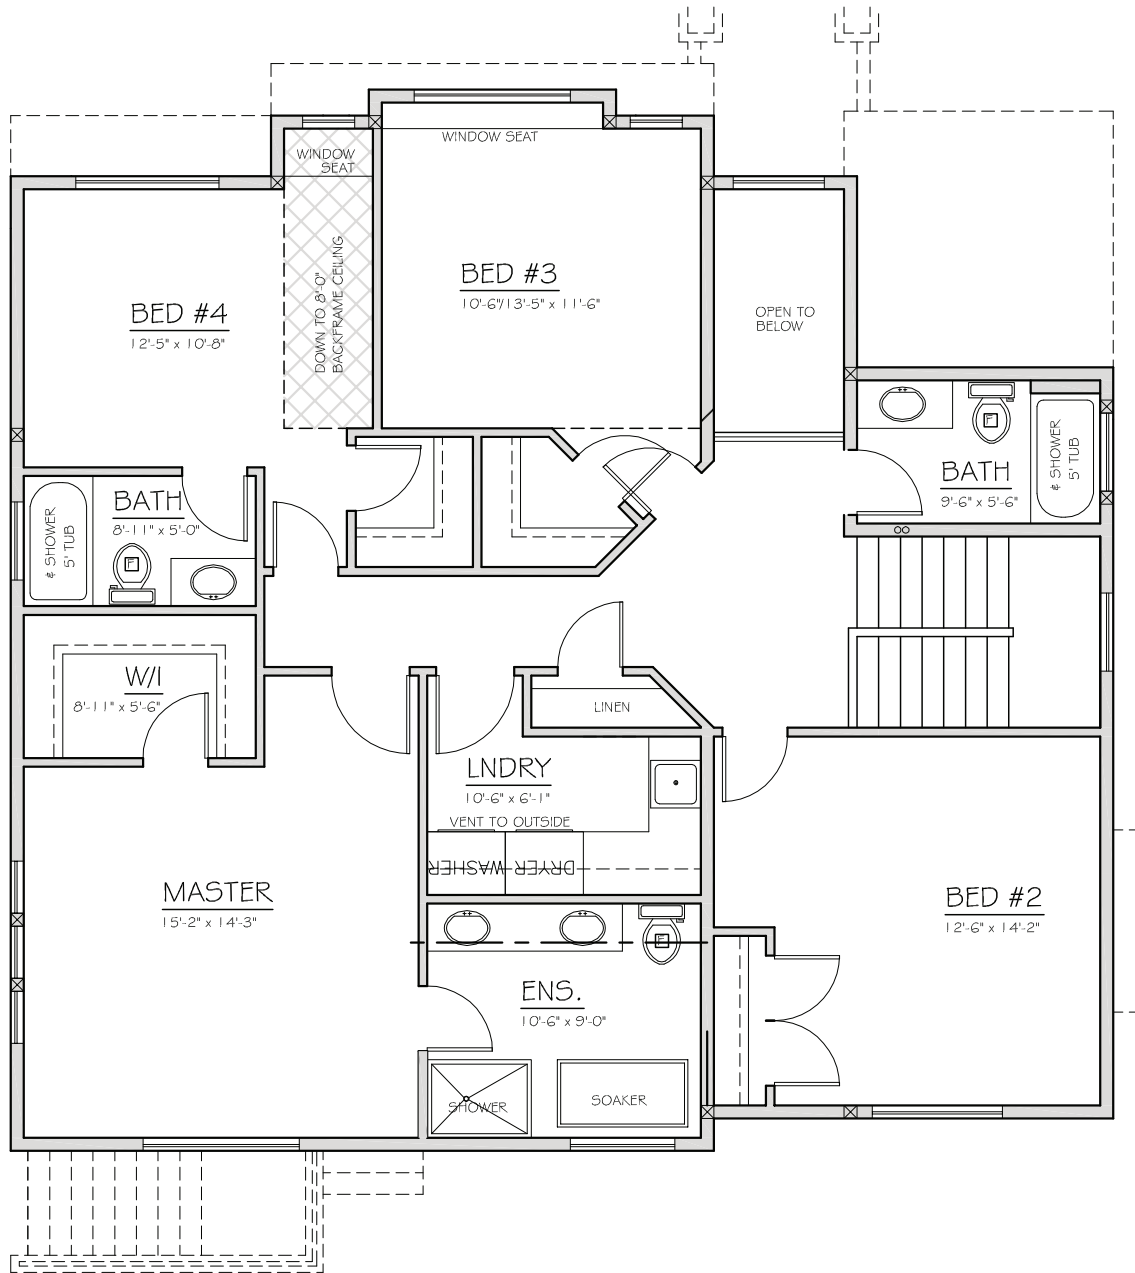 WINDOW SEAT
WINDOW
SEAT
BED #3
10'-6"/13'-5" x 11'-6"
DOWN TO 8'-0"
BACKFRAME CEILING
BED #4
12'-5" x 10'-8"
OPEN TO
BELOW
BATH
9'-6" x 5'-6"
& SHOWER
5' TUB
BATH
8'-11" x 5'-0"
& SHOWER
5' TUB
F
F
W/I
8'-11" x 5'-6"
LINEN
LNDRY
10'-6" x 6'-1"
VENT TO OUTSIDE
WASHER
DRYER
MASTER
15'-2" x 14'-3"
BED #2
12'-6" x 14'-2"
F
ENS.
10'-6" x 9'-0"
SHOWER
SOAKER